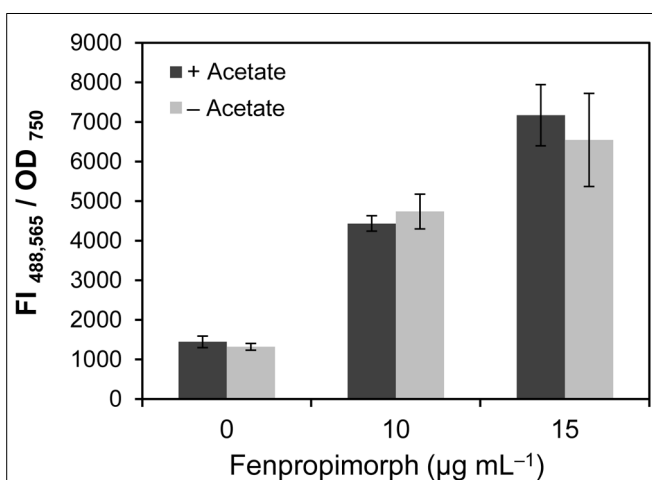 9000
8000
7000
6000
5000
4000
3000
2000
1000
0
FI 488,565 / OD 750
+ Acetate
– Acetate
0 10 15
Fenpropimorph (µg mL⁻¹)